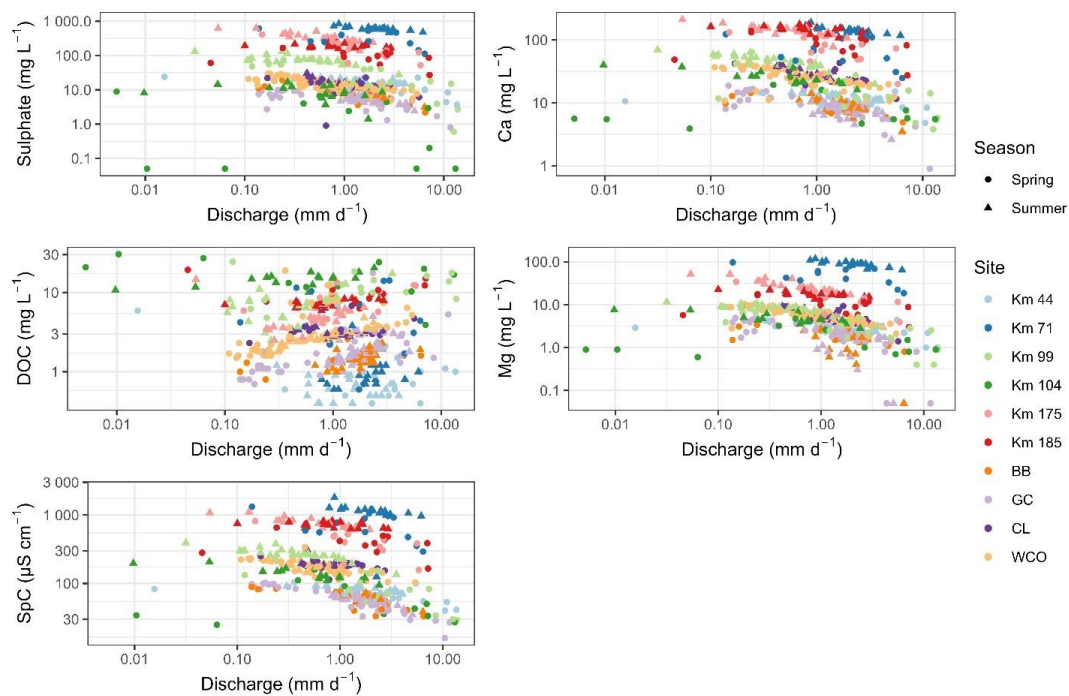 Sulphate (mg L⁻¹)
1 000.0
100.0
10.0
1.0
0.1
0.01
0.10
1.00
10.00
Discharge (mm d⁻¹)
Ca (mg L⁻¹)
100
10
1
0.01
0.10
1.00
10.00
Discharge (mm d⁻¹)
DOC (mg L⁻¹)
30
10
3
1
0.01
0.10
1.00
10.00
Discharge (mm d⁻¹)
Mg (mg L⁻¹)
100.0
10.0
1.0
0.1
0.01
0.10
1.00
10.00
Discharge (mm d⁻¹)
SpC (µS cm⁻¹)
3 000
1 000
300
100
30
0.01
0.10
1.00
10.00
Discharge (mm d⁻¹)
Season
Spring
Summer
Site
Km 44
Km 71
Km 99
Km 104
Km 175
Km 185
BB
GC
CL
WCO